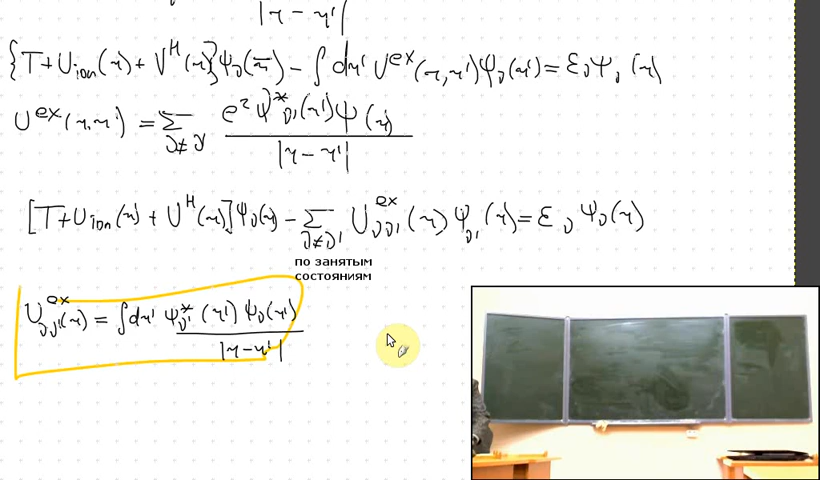 |r - r'|
{T + U_ion(r) + V^H(r)}ψ_ν(r̄) − ∫ dr' U^ex(r, r')ψ_ν(r') = ε_ν ψ_ν(r)
U^ex(r, r') = Σ_{ν≠ν'} e² ψ*_ν'(r')ψ(r) / |r − r'|
[T + U_ion(r) + U^H(r)]ψ_ν(r) − Σ_{ν≠ν'} U^ex_νν'(r) ψ_ν'(r) = ε_ν ψ_ν(r)
по занятым
состояниям
U^ex_νν'(r) = ∫ dr' ψ*_ν'(r') ψ_ν(r') / |r − r'|